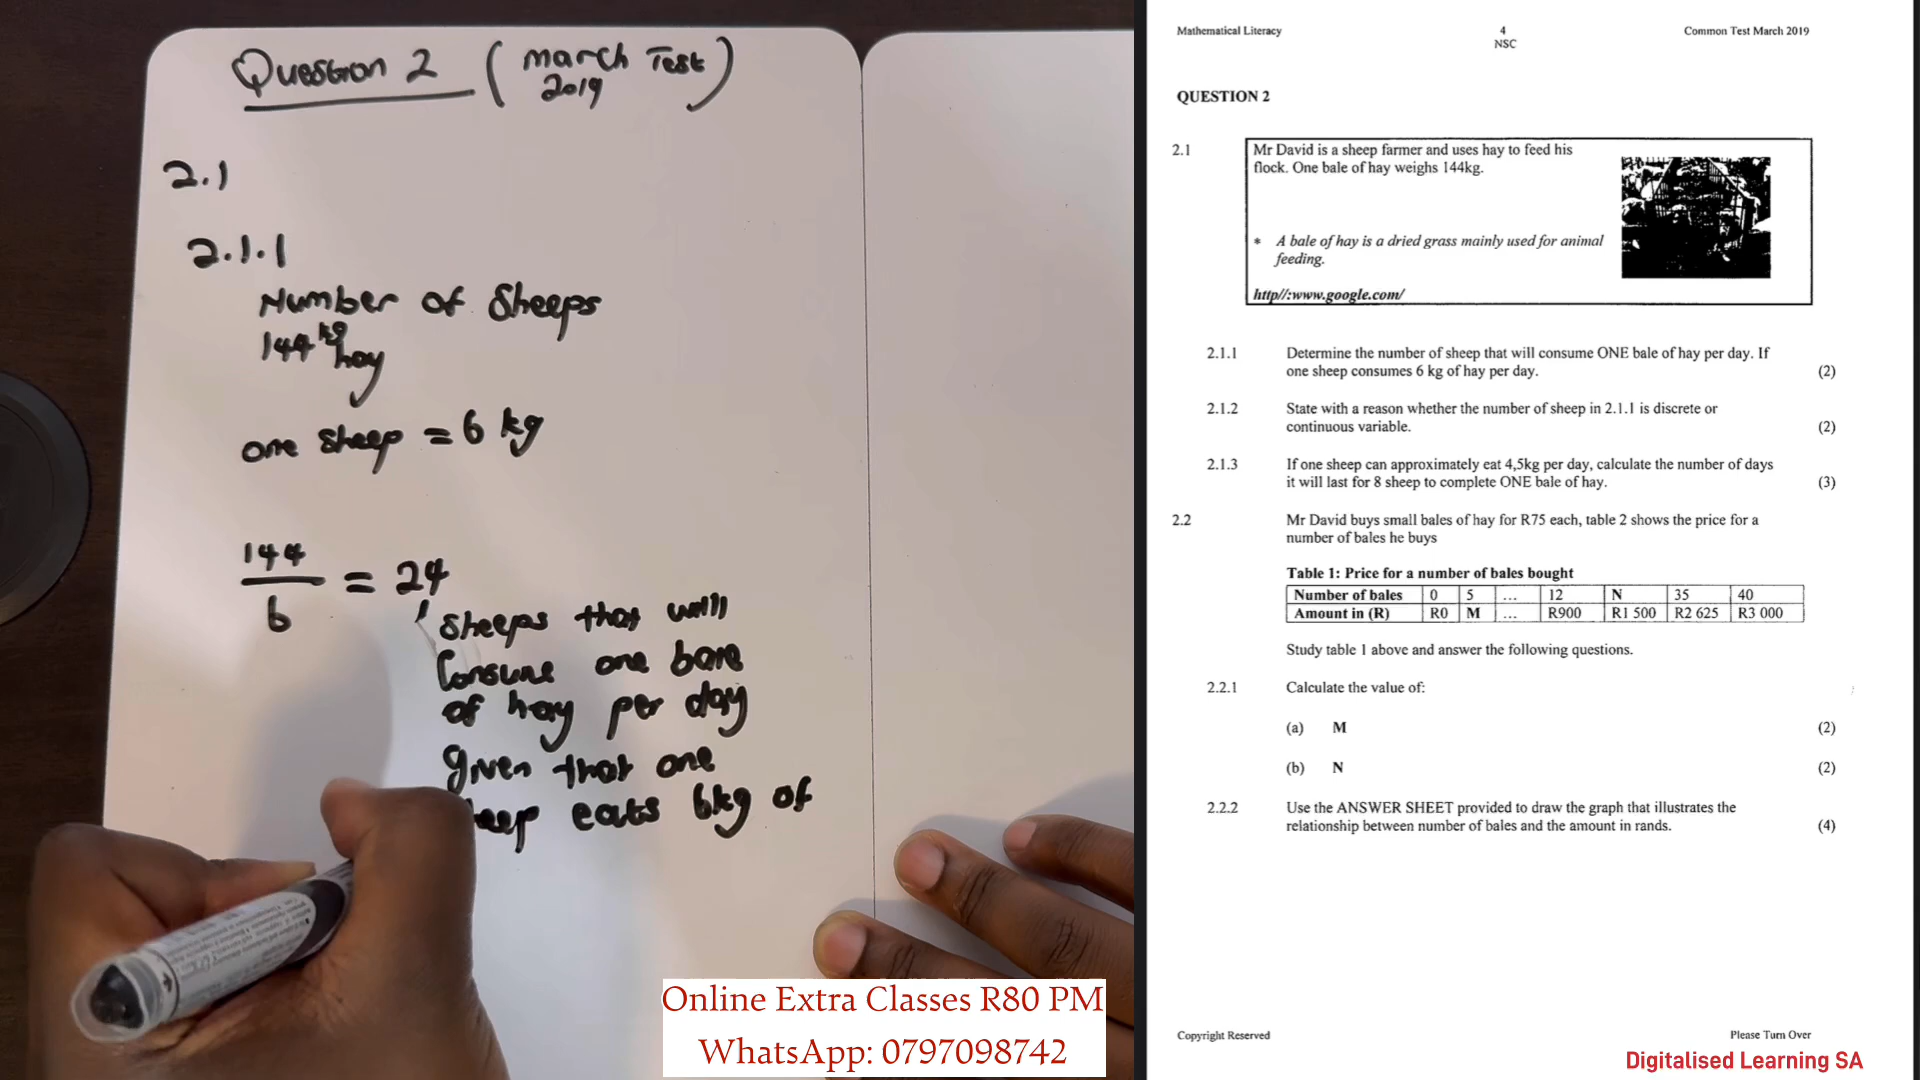 Question 2 (March Test
2019)
2.1
2.1.1
Number of Sheeps
144 kg
hay
one sheep = 6 kg
144
6
= 24
sheeps that will
consume one bare
of hay per day
given that one
eats 6kg of
Online Extra Classes R80 PM
WhatsApp: 0797098742
Mathematical Literacy
4
NSC
Common Test March 2019
QUESTION 2
2.1
Mr David is a sheep farmer and uses hay to feed his
flock. One bale of hay weighs 144kg.
* A bale of hay is a dried grass mainly used for animal
feeding.
http//:www.google.com/
2.1.1 Determine the number of sheep that will consume ONE bale of hay per day. If
one sheep consumes 6 kg of hay per day. (2)
2.1.2 State with a reason whether the number of sheep in 2.1.1 is discrete or
continuous variable. (2)
2.1.3 If one sheep can approximately eat 4,5kg per day, calculate the number of days
it will last for 8 sheep to complete ONE bale of hay. (3)
2.2 Mr David buys small bales of hay for R75 each, table 2 shows the price for a
number of bales he buys
Table 1: Price for a number of bales bought
Number of bales 0 5 ... 12 N 35 40
Amount in (R) R0 M ... R900 R1 500 R2 625 R3 000
Study table 1 above and answer the following questions.
2.2.1 Calculate the value of:
(a) M (2)
(b) N (2)
2.2.2 Use the ANSWER SHEET provided to draw the graph that illustrates the
relationship between number of bales and the amount in rands. (4)
Copyright Reserved
Please Turn Over
Digitalised Learning SA